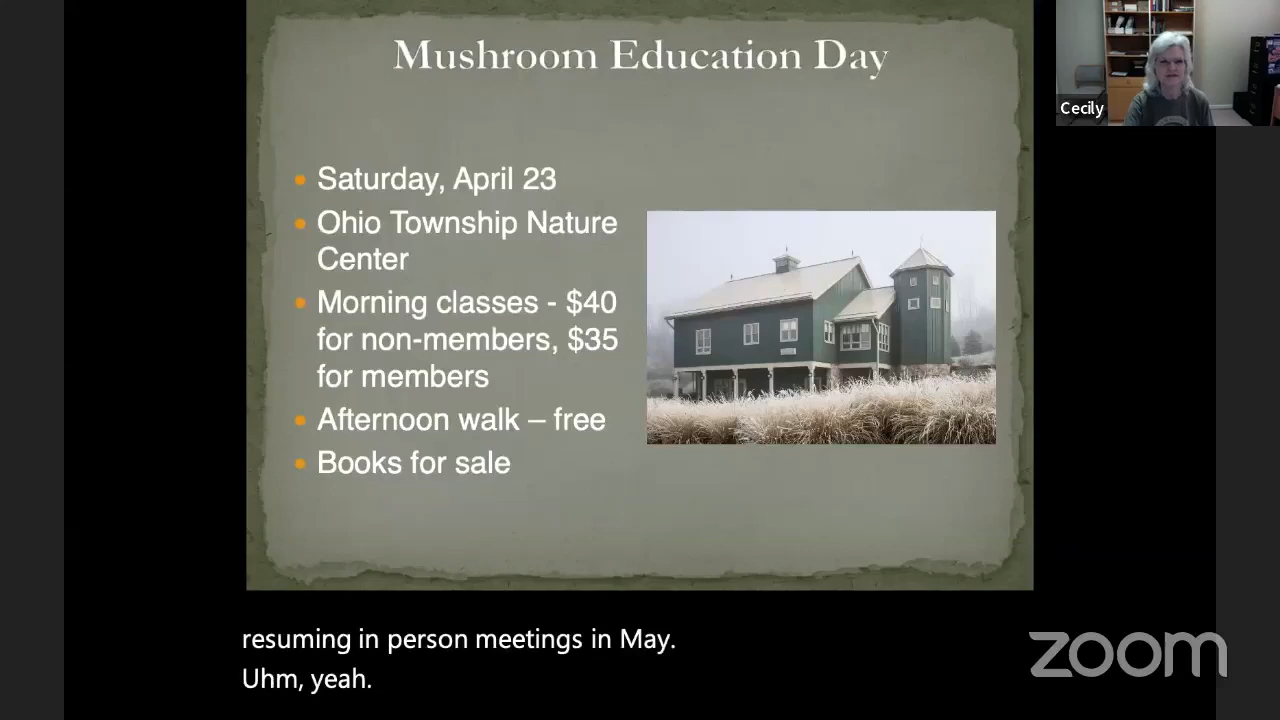 Mushroom Education Day
Cecily
• Saturday, April 23
• Ohio Township Nature
Center
• Morning classes - $40
for non-members, $35
for members
• Afternoon walk – free
• Books for sale
resuming in person meetings in May.
Uhm, yeah.
zoom